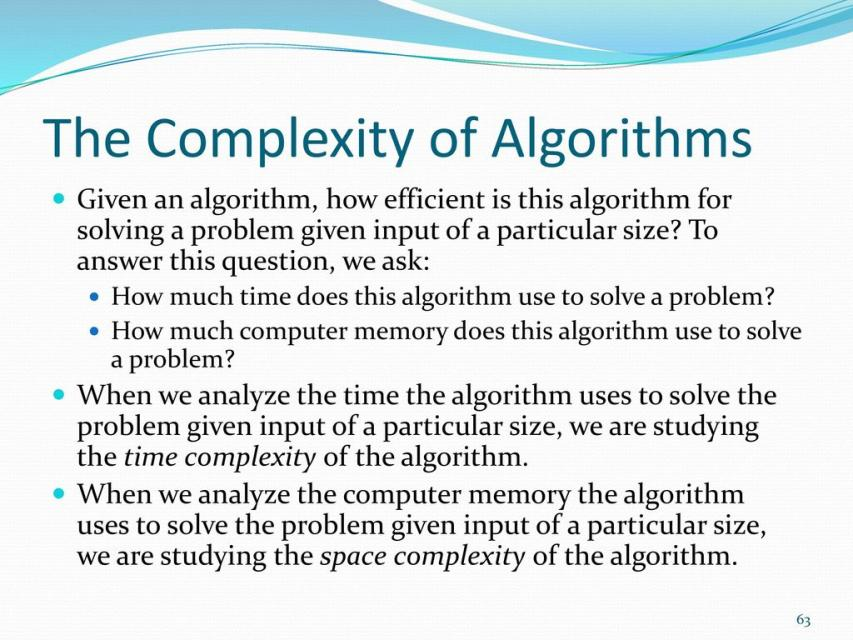 The Complexity of Algorithms
• Given an algorithm, how efficient is this algorithm for
solving a problem given input of a particular size? To
answer this question, we ask:
• How much time does this algorithm use to solve a problem?
• How much computer memory does this algorithm use to solve
a problem?
• When we analyze the time the algorithm uses to solve the
problem given input of a particular size, we are studying
the time complexity of the algorithm.
• When we analyze the computer memory the algorithm
uses to solve the problem given input of a particular size,
we are studying the space complexity of the algorithm.
63